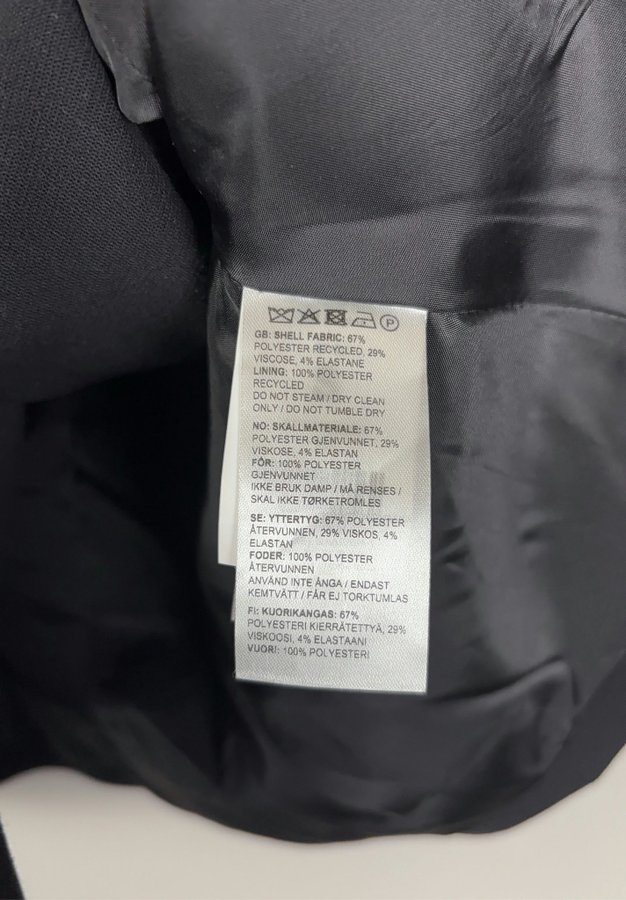 P
GB: SHELL FABRIC: 67%
POLYESTER RECYCLED, 29%
VISCOSE, 4% ELASTANE
LINING: 100% POLYESTER
RECYCLED
DO NOT STEAM / DRY CLEAN
ONLY / DO NOT TUMBLE DRY
NO: SKALLMATERIALE: 67%
POLYESTER GJENVUNNET, 29%
VISKOSE, 4% ELASTAN
FÔR: 100% POLYESTER
GJENVUNNET
IKKE BRUK DAMP / MÅ RENSES /
SKAL IKKE TØRKETROMLES
SE: YTTERTYG: 67% POLYESTER
ÅTERVUNNEN, 29% VISKOS, 4%
ELASTAN
FODER: 100% POLYESTER
ÅTERVUNNEN
ANVÄND INTE ÅNGA / ENDAST
KEMTVÄTT / FÅR EJ TORKTUMLAS
FI: KUORIKANGAS: 67%
POLYESTERI KIERRÄTETTYÄ, 29%
VISKOOSI, 4% ELASTAANI
VUORI: 100% POLYESTERI